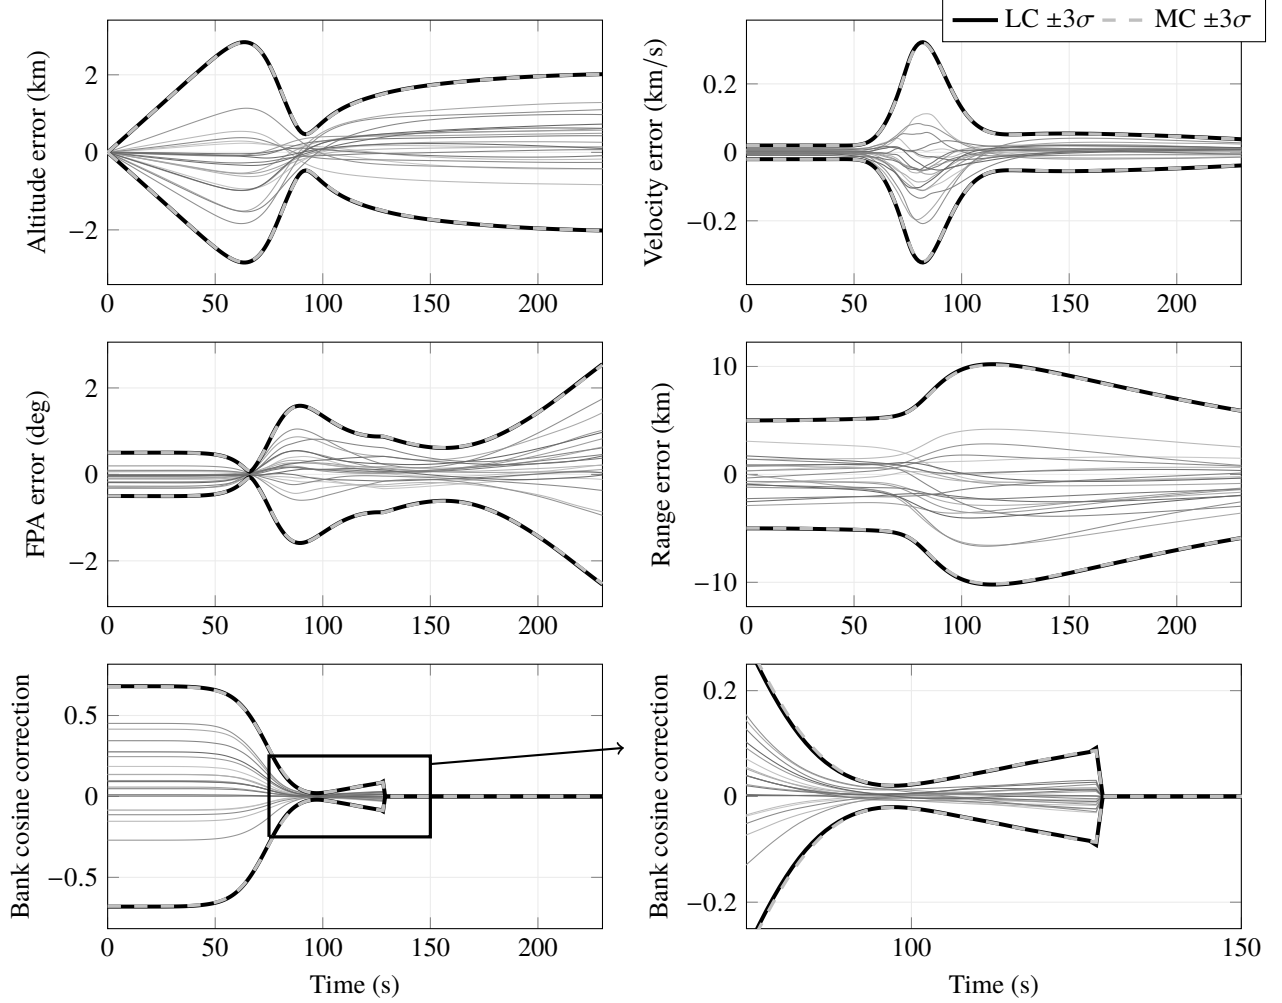 LC ±3σ MC ±3σ
Altitude error (km)
2
0
−2
0 50 100 150 200
Velocity error (km/s)
0.2
0
−0.2
0 50 100 150 200
FPA error (deg)
2
0
−2
0 50 100 150 200
Range error (km)
10
0
−10
0 50 100 150 200
Bank cosine correction
0.5
0
−0.5
0 50 100 150 200
Time (s)
Bank cosine correction
0.2
0
−0.2
100 150
Time (s)